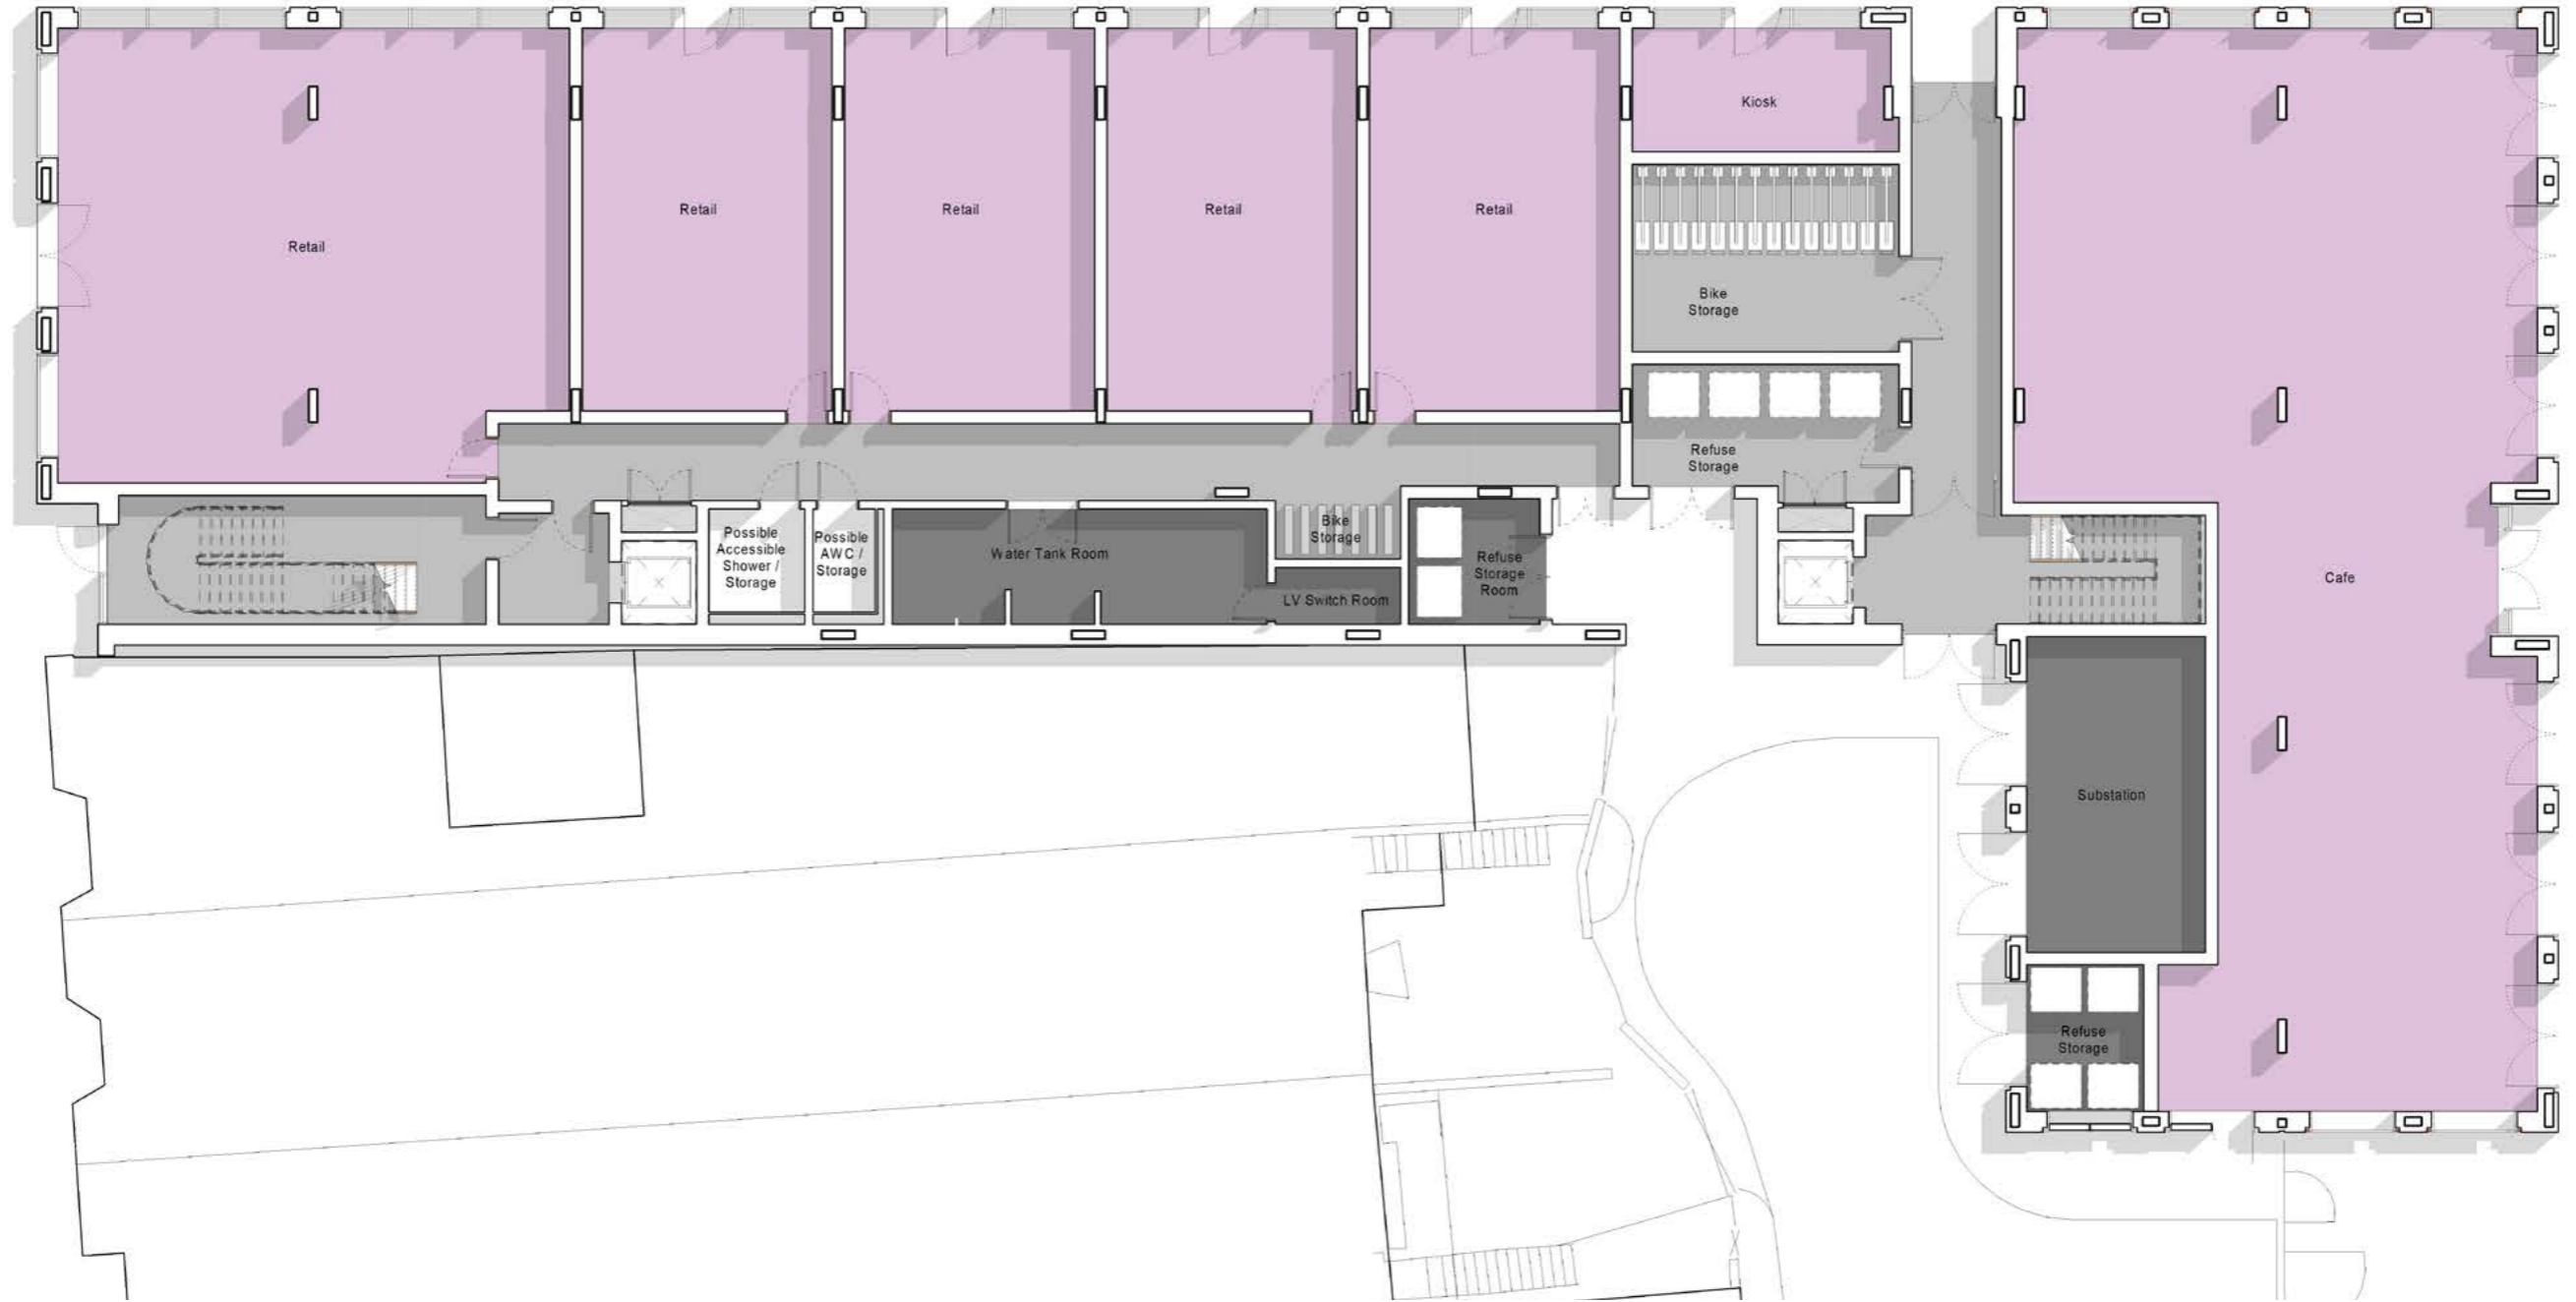 Kiosk
Retail
Retail
Retail
Retail
Retail
Bike
Storage
Refuse
Storage
Possible
Accessible
Shower /
Storage
Possible
AWC /
Storage
Water Tank Room
Bike
Storage
LV Switch Room
Refuse
Storage
Room
Cafe
Substation
Refuse
Storage